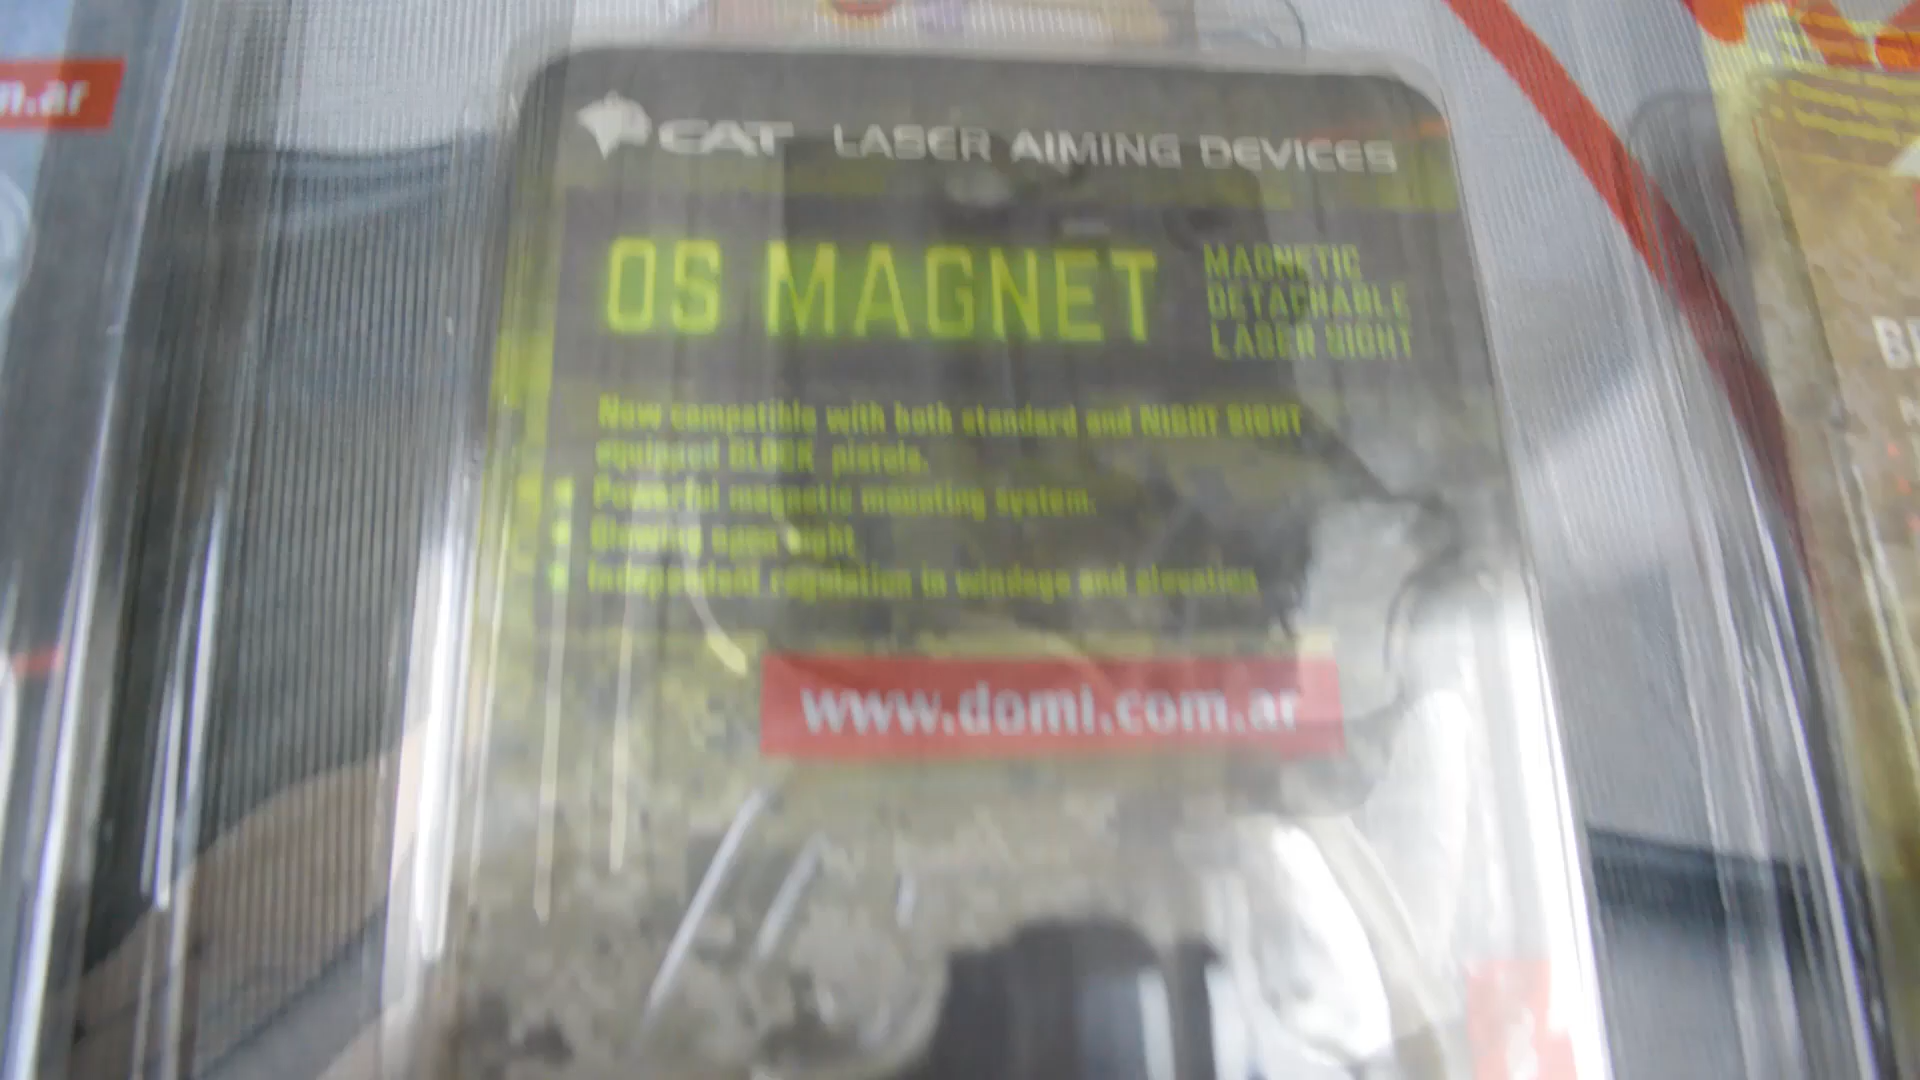 n.ar
CAT LASER AIMING DEVICES
OS MAGNET
MAGNETIC
DETACHABLE
LASER SIGHT
Now compatible with both standard and NIGHT SIGHT
equipped GLOCK pistols.
Powerful magnetic mounting system.
Glowing open sight
Independent regulation in windage and elevation
www.domi.com.ar